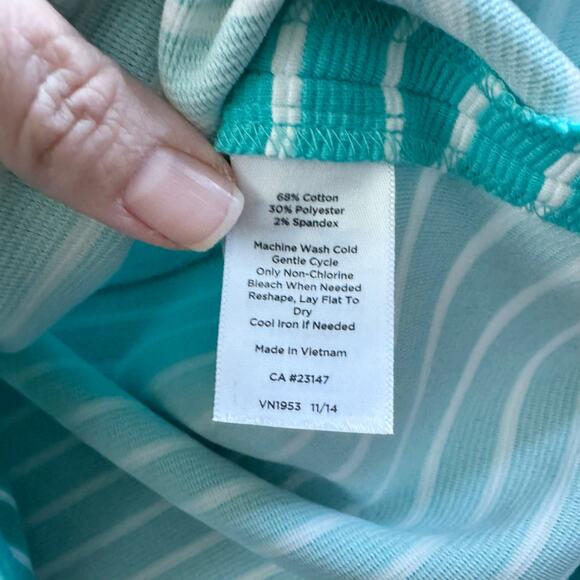 68% Cotton
30% Polyester
2% Spandex
Machine Wash Cold
Gentle Cycle
Only Non-Chlorine
Bleach When Needed
Reshape, Lay Flat To
Dry
Cool Iron If Needed
Made In Vietnam
CA #23147
VN1953 11/14